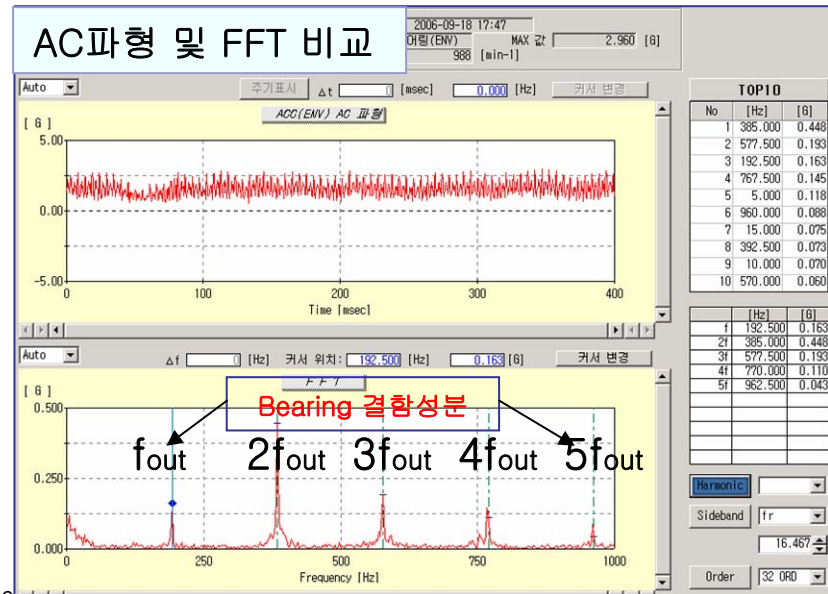 AC파형 및 FFT 비교
2006-09-18 17:47
어링(ENV) MAX 값 2.960 [G]
988 [min-1]
Auto 주기표시 △t 0 [msec] 0.000 [Hz] 커서 변경
ACC(ENV) AC 파형
[ G ]
5.00
0.00
-5.00
0 100 200 300 400
Time [msec]
Auto △f 0 [Hz] 커서 위치: 192.500 [Hz] 0.163 [G] 커서 변경
F F T
[ G ]
Bearing 결함성분
fout 2fout 3fout 4fout 5fout
0.500
0.250
0.000
0 250 500 750 1000
Frequency [Hz]
TOP10
No [Hz] [G]
1 385.000 0.448
2 577.500 0.193
3 192.500 0.163
4 767.500 0.145
5 5.000 0.118
6 960.000 0.088
7 15.000 0.075
8 392.500 0.073
9 10.000 0.070
10 570.000 0.060
[Hz] [G]
f 192.500 0.163
2f 385.000 0.448
3f 577.500 0.193
4f 770.000 0.110
5f 962.500 0.043
Harmonic
Sideband fr
16.467
Order 32 ORD